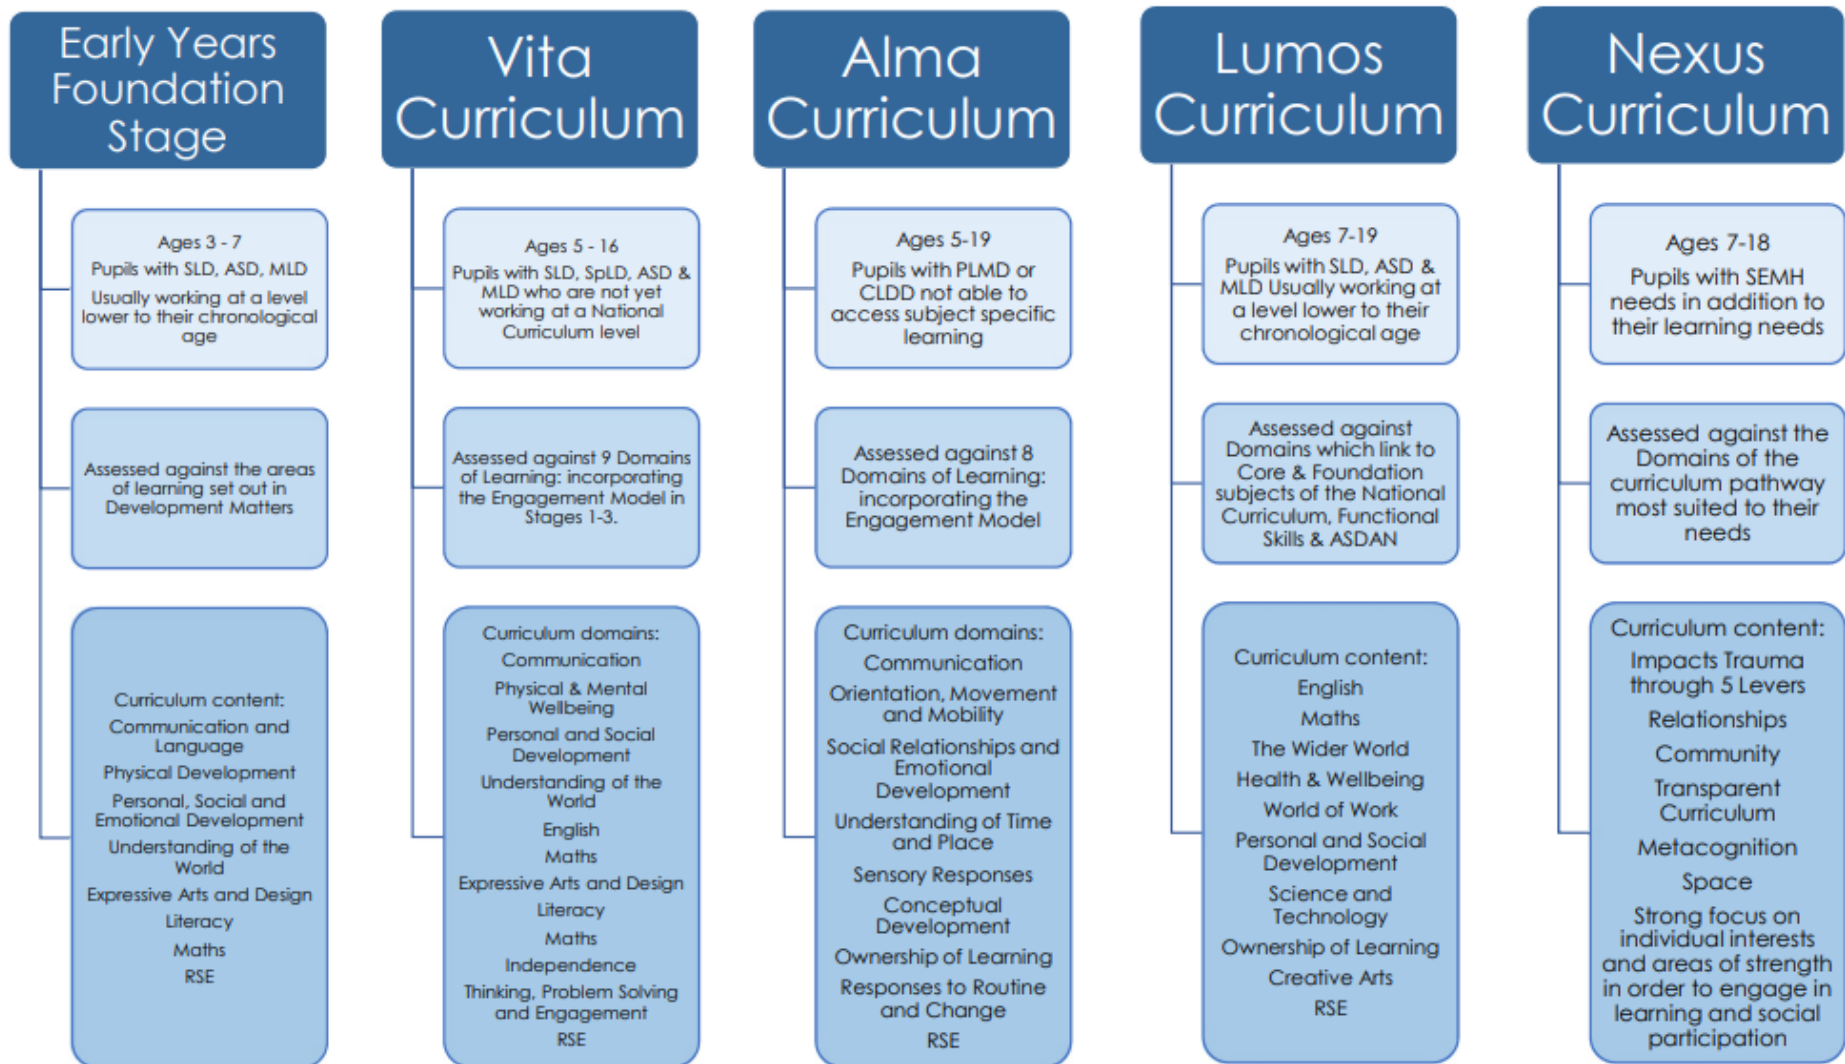 Early Years
Foundation
Stage
Ages 3 - 7
Pupils with SLD, ASD, MLD
Usually working at a level
lower to their chronological
age
Assessed against the areas
of learning set out in
Development Matters
Curriculum content:
Communication and
Language
Physical Development
Personal, Social and
Emotional Development
Understanding of the
World
Expressive Arts and Design
Literacy
Maths
RSE
Vita
Curriculum
Ages 5 - 16
Pupils with SLD, SpLD, ASD &
MLD who are not yet
working at a National
Curriculum level
Assessed against 9 Domains
of Learning: incorporating
the Engagement Model in
Stages 1-3.
Curriculum domains:
Communication
Physical & Mental
Wellbeing
Personal and Social
Development
Understanding of the
World
English
Maths
Expressive Arts and Design
Literacy
Maths
Independence
Thinking, Problem Solving
and Engagement
RSE
Alma
Curriculum
Ages 5-19
Pupils with PLMD or
CLDD not able to
access subject specific
learning
Assessed against 8
Domains of Learning:
incorporating the
Engagement Model
Curriculum domains:
Communication
Orientation, Movement
and Mobility
Social Relationships and
Emotional
Development
Understanding of Time
and Place
Sensory Responses
Conceptual
Development
Ownership of Learning
Responses to Routine
and Change
RSE
Lumos
Curriculum
Ages 7-19
Pupils with SLD, ASD &
MLD Usually working at
a level lower to their
chronological age
Assessed against
Domains which link to
Core & Foundation
subjects of the National
Curriculum, Functional
Skills & ASDAN
Curriculum content:
English
Maths
The Wider World
Health & Wellbeing
World of Work
Personal and Social
Development
Science and
Technology
Ownership of Learning
Creative Arts
RSE
Nexus
Curriculum
Ages 7-18
Pupils with SEMH
needs in addition to
their learning needs
Assessed against the
Domains of the
curriculum pathway
most suited to their
needs
Curriculum content:
Impacts Trauma
through 5 Levers
Relationships
Community
Transparent
Curriculum
Metacognition
Space
Strong focus on
individual interests
and areas of strength
in order to engage in
learning and social
participation